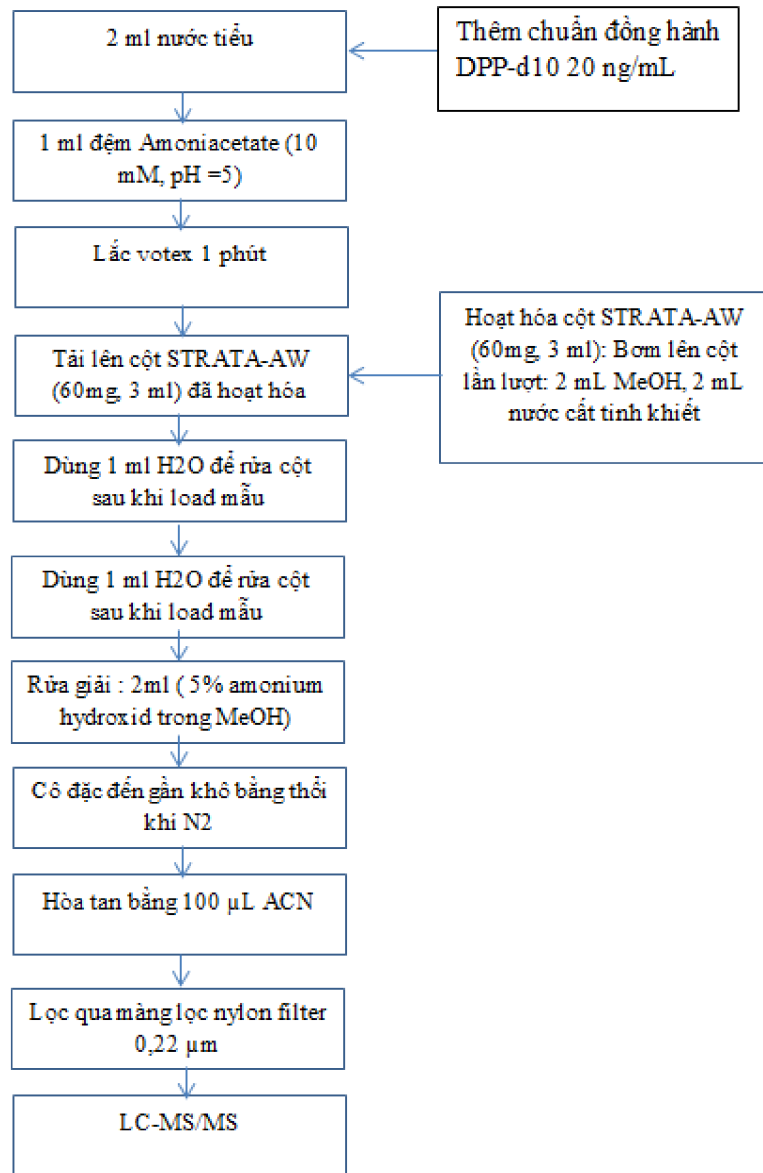 2 ml nước tiểu
Thêm chuẩn đồng hành
DPP-d10 20 ng/mL
1 ml đệm Amoniacetate (10
mM, pH =5)
Lắc votex 1 phút
Tải lên cột STRATA-AW
(60mg, 3 ml) đã hoạt hóa
Hoạt hóa cột STRATA-AW
(60mg, 3 ml): Bơm lên cột
lần lượt: 2 mL MeOH, 2 mL
nước cất tinh khiết
Dùng 1 ml H2O để rửa cột
sau khi load mẫu
Dùng 1 ml H2O để rửa cột
sau khi load mẫu
Rửa giải : 2ml ( 5% amonium
hydroxid trong MeOH)
Cô đặc đến gần khô bằng thổi
khí N2
Hòa tan bằng 100 µL ACN
Lọc qua màng lọc nylon filter
0,22 µm
LC-MS/MS